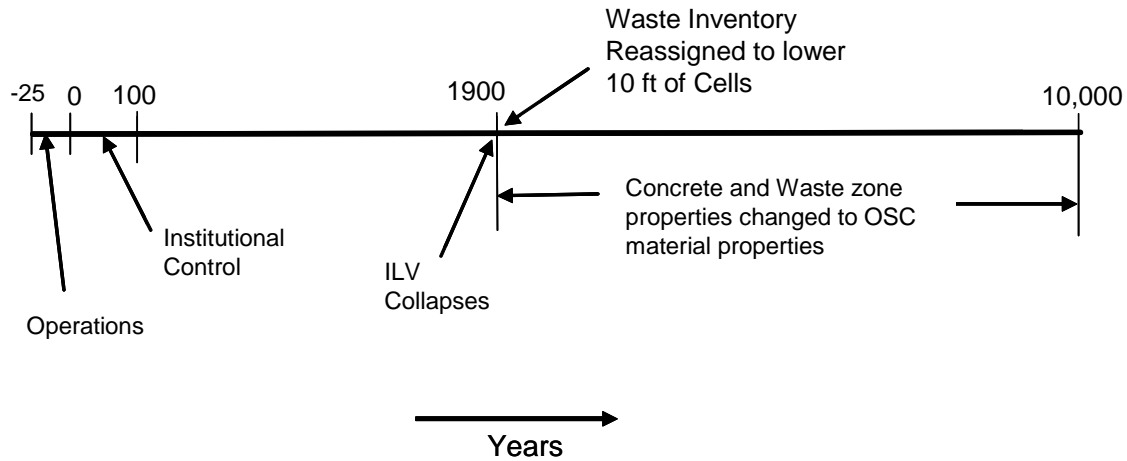 Waste Inventory
Reassigned to lower
10 ft of Cells
-25 0 100 1900 10,000
Concrete and Waste zone
properties changed to OSC
material properties
Institutional
Control
ILV
Collapses
Operations
Years